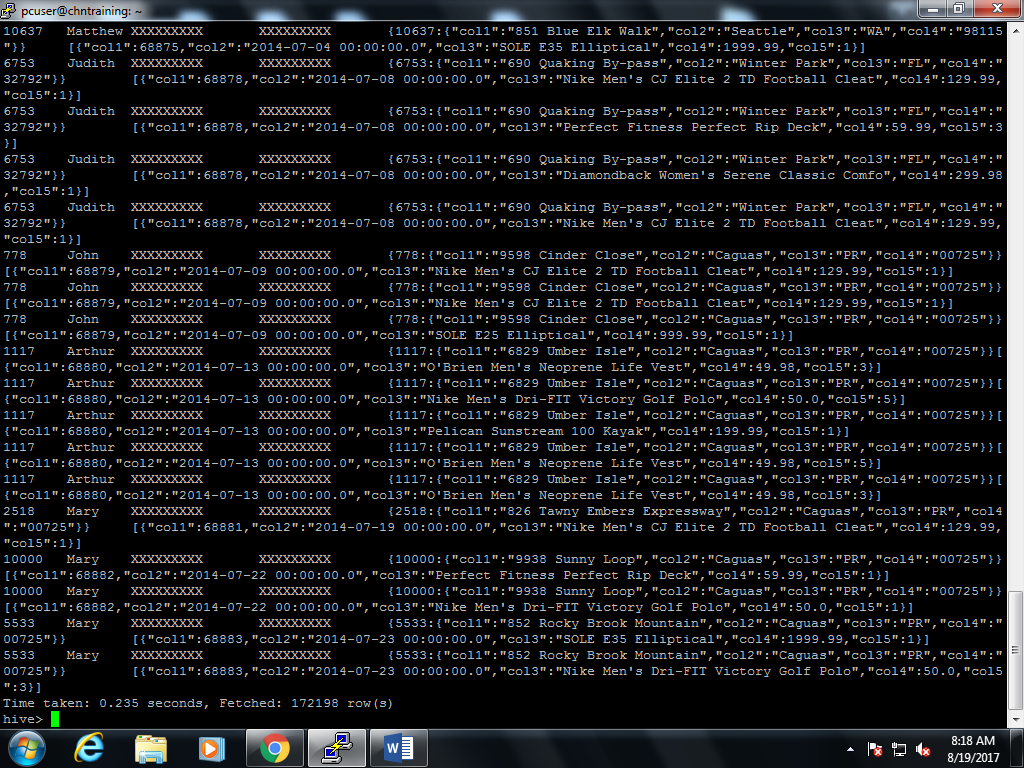 pcuser@chntraining: ~
10637   Matthew XXXXXXXXX       XXXXXXXXX       {10637:{"col1":"851 Blue Elk Walk","col2":"Seattle","col3":"WA","col4":"98115
"}}     [{"col1":68875,"col2":"2014-07-04 00:00:00.0","col3":"SOLE E35 Elliptical","col4":1999.99,"col5":1}]
6753    Judith  XXXXXXXXX       XXXXXXXXX       {6753:{"col1":"690 Quaking By-pass","col2":"Winter Park","col3":"FL","col4":"
32792"}}        [{"col1":68878,"col2":"2014-07-08 00:00:00.0","col3":"Nike Men's CJ Elite 2 TD Football Cleat","col4":129.99,
"col5":1}]
6753    Judith  XXXXXXXXX       XXXXXXXXX       {6753:{"col1":"690 Quaking By-pass","col2":"Winter Park","col3":"FL","col4":"
32792"}}        [{"col1":68878,"col2":"2014-07-08 00:00:00.0","col3":"Perfect Fitness Perfect Rip Deck","col4":59.99,"col5":3
}]
6753    Judith  XXXXXXXXX       XXXXXXXXX       {6753:{"col1":"690 Quaking By-pass","col2":"Winter Park","col3":"FL","col4":"
32792"}}        [{"col1":68878,"col2":"2014-07-08 00:00:00.0","col3":"Diamondback Women's Serene Classic Comfo","col4":299.98
,"col5":1}]
6753    Judith  XXXXXXXXX       XXXXXXXXX       {6753:{"col1":"690 Quaking By-pass","col2":"Winter Park","col3":"FL","col4":"
32792"}}        [{"col1":68878,"col2":"2014-07-08 00:00:00.0","col3":"Nike Men's CJ Elite 2 TD Football Cleat","col4":129.99,
"col5":1}]
778     John    XXXXXXXXX       XXXXXXXXX       {778:{"col1":"9598 Cinder Close","col2":"Caguas","col3":"PR","col4":"00725"}}
[{"col1":68879,"col2":"2014-07-09 00:00:00.0","col3":"Nike Men's CJ Elite 2 TD Football Cleat","col4":129.99,"col5":1}]
778     John    XXXXXXXXX       XXXXXXXXX       {778:{"col1":"9598 Cinder Close","col2":"Caguas","col3":"PR","col4":"00725"}}
[{"col1":68879,"col2":"2014-07-09 00:00:00.0","col3":"Nike Men's CJ Elite 2 TD Football Cleat","col4":129.99,"col5":1}]
778     John    XXXXXXXXX       XXXXXXXXX       {778:{"col1":"9598 Cinder Close","col2":"Caguas","col3":"PR","col4":"00725"}}
[{"col1":68879,"col2":"2014-07-09 00:00:00.0","col3":"SOLE E25 Elliptical","col4":999.99,"col5":1}]
1117    Arthur  XXXXXXXXX       XXXXXXXXX       {1117:{"col1":"6829 Umber Isle","col2":"Caguas","col3":"PR","col4":"00725"}}[
{"col1":68880,"col2":"2014-07-13 00:00:00.0","col3":"O'Brien Men's Neoprene Life Vest","col4":49.98,"col5":3}]
1117    Arthur  XXXXXXXXX       XXXXXXXXX       {1117:{"col1":"6829 Umber Isle","col2":"Caguas","col3":"PR","col4":"00725"}}[
{"col1":68880,"col2":"2014-07-13 00:00:00.0","col3":"Nike Men's Dri-FIT Victory Golf Polo","col4":50.0,"col5":5}]
1117    Arthur  XXXXXXXXX       XXXXXXXXX       {1117:{"col1":"6829 Umber Isle","col2":"Caguas","col3":"PR","col4":"00725"}}[
{"col1":68880,"col2":"2014-07-13 00:00:00.0","col3":"Pelican Sunstream 100 Kayak","col4":199.99,"col5":1}]
1117    Arthur  XXXXXXXXX       XXXXXXXXX       {1117:{"col1":"6829 Umber Isle","col2":"Caguas","col3":"PR","col4":"00725"}}[
{"col1":68880,"col2":"2014-07-13 00:00:00.0","col3":"O'Brien Men's Neoprene Life Vest","col4":49.98,"col5":5}]
1117    Arthur  XXXXXXXXX       XXXXXXXXX       {1117:{"col1":"6829 Umber Isle","col2":"Caguas","col3":"PR","col4":"00725"}}[
{"col1":68880,"col2":"2014-07-13 00:00:00.0","col3":"O'Brien Men's Neoprene Life Vest","col4":49.98,"col5":3}]
2518    Mary    XXXXXXXXX       XXXXXXXXX       {2518:{"col1":"826 Tawny Embers Expressway","col2":"Caguas","col3":"PR","col4
":"00725"}}     [{"col1":68881,"col2":"2014-07-19 00:00:00.0","col3":"Nike Men's CJ Elite 2 TD Football Cleat","col4":129.99,
"col5":1}]
10000   Mary    XXXXXXXXX       XXXXXXXXX       {10000:{"col1":"9938 Sunny Loop","col2":"Caguas","col3":"PR","col4":"00725"}}
[{"col1":68882,"col2":"2014-07-22 00:00:00.0","col3":"Perfect Fitness Perfect Rip Deck","col4":59.99,"col5":1}]
10000   Mary    XXXXXXXXX       XXXXXXXXX       {10000:{"col1":"9938 Sunny Loop","col2":"Caguas","col3":"PR","col4":"00725"}}
[{"col1":68882,"col2":"2014-07-22 00:00:00.0","col3":"Nike Men's Dri-FIT Victory Golf Polo","col4":50.0,"col5":1}]
5533    Mary    XXXXXXXXX       XXXXXXXXX       {5533:{"col1":"852 Rocky Brook Mountain","col2":"Caguas","col3":"PR","col4":"
00725"}}        [{"col1":68883,"col2":"2014-07-23 00:00:00.0","col3":"SOLE E35 Elliptical","col4":1999.99,"col5":1}]
5533    Mary    XXXXXXXXX       XXXXXXXXX       {5533:{"col1":"852 Rocky Brook Mountain","col2":"Caguas","col3":"PR","col4":"
00725"}}        [{"col1":68883,"col2":"2014-07-23 00:00:00.0","col3":"Nike Men's Dri-FIT Victory Golf Polo","col4":50.0,"col5
":3}]
Time taken: 0.235 seconds, Fetched: 172198 row(s)
hive>
8:18 AM
8/19/2017